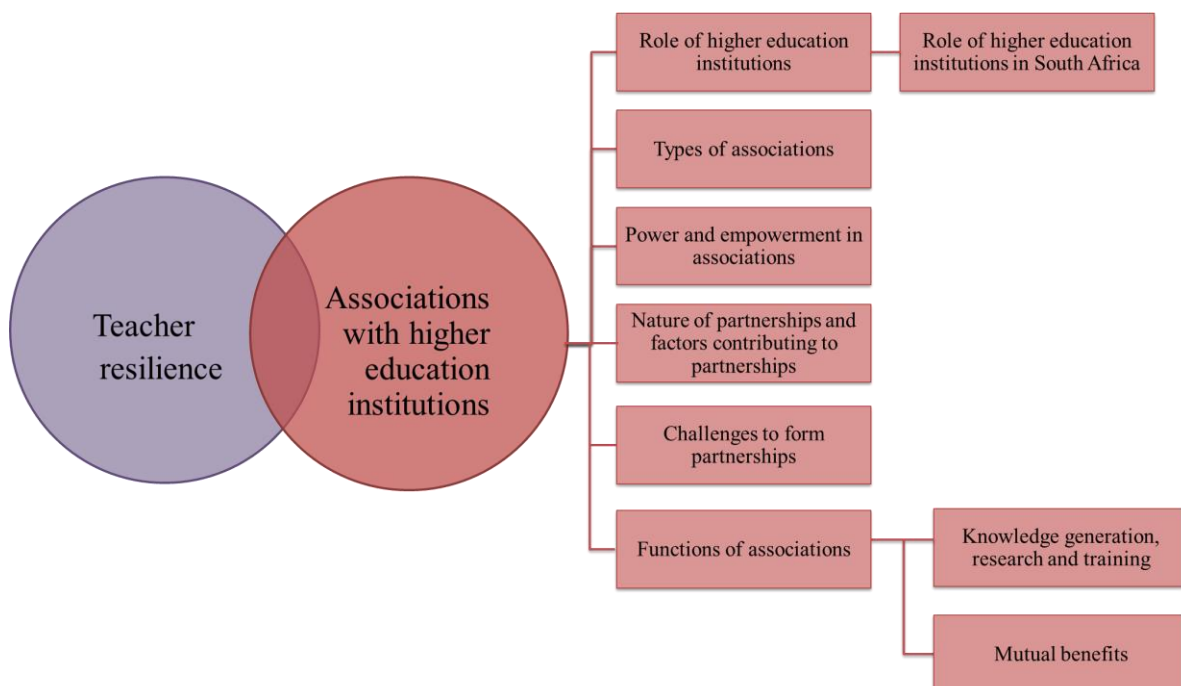 Teacher
resilience
Associations
with higher
education
institutions
Role of higher education
institutions
Role of higher education
institutions in South Africa
Types of associations
Power and empowerment in
associations
Nature of partnerships and
factors contributing to
partnerships
Challenges to form
partnerships
Functions of associations
Knowledge generation,
research and training
Mutual benefits